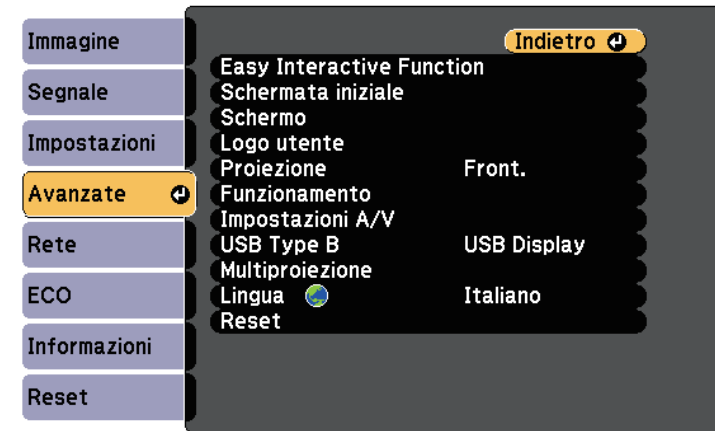 Immagine
Segnale
Impostazioni
Avanzate
Rete
ECO
Informazioni
Reset
Indietro
Easy Interactive Function
Schermata iniziale
Schermo
Logo utente
Proiezione Front.
Funzionamento
Impostazioni A/V
USB Type B USB Display
Multiproiezione
Lingua Italiano
Reset